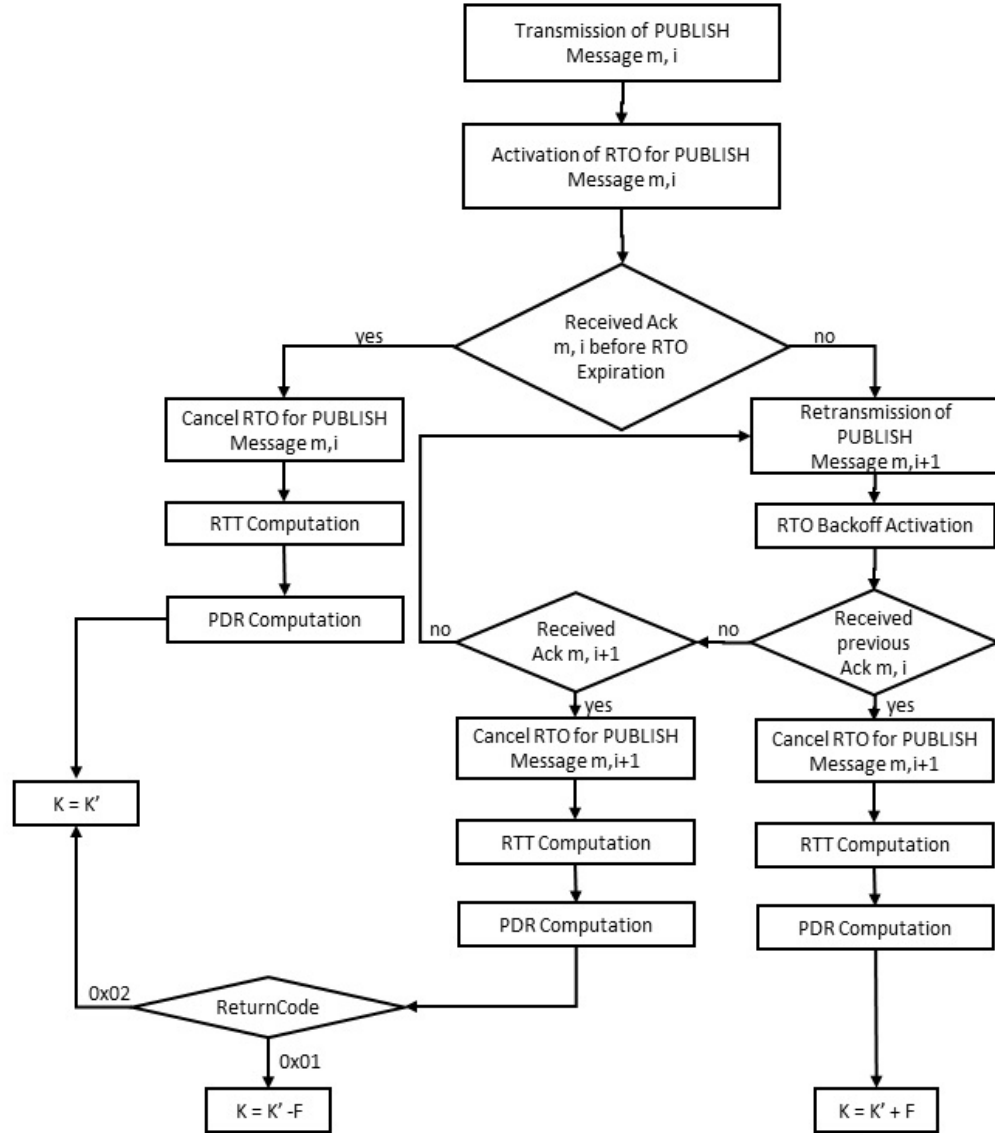 Transmission of PUBLISH
Message m, i
Activation of RTO for PUBLISH
Message m,i
Received Ack
m, i before RTO
Expiration
yes
no
Cancel RTO for PUBLISH
Message m,i
Retransmission of
PUBLISH
Message m,i+1
RTT Computation
RTO Backoff Activation
PDR Computation
no
Received
Ack m, i+1
no
Received
previous
Ack m, i
yes
yes
Cancel RTO for PUBLISH
Message m,i+1
Cancel RTO for PUBLISH
Message m,i+1
K = K’
RTT Computation
RTT Computation
PDR Computation
PDR Computation
0x02
ReturnCode
0x01
K = K’ -F
K = K’ + F